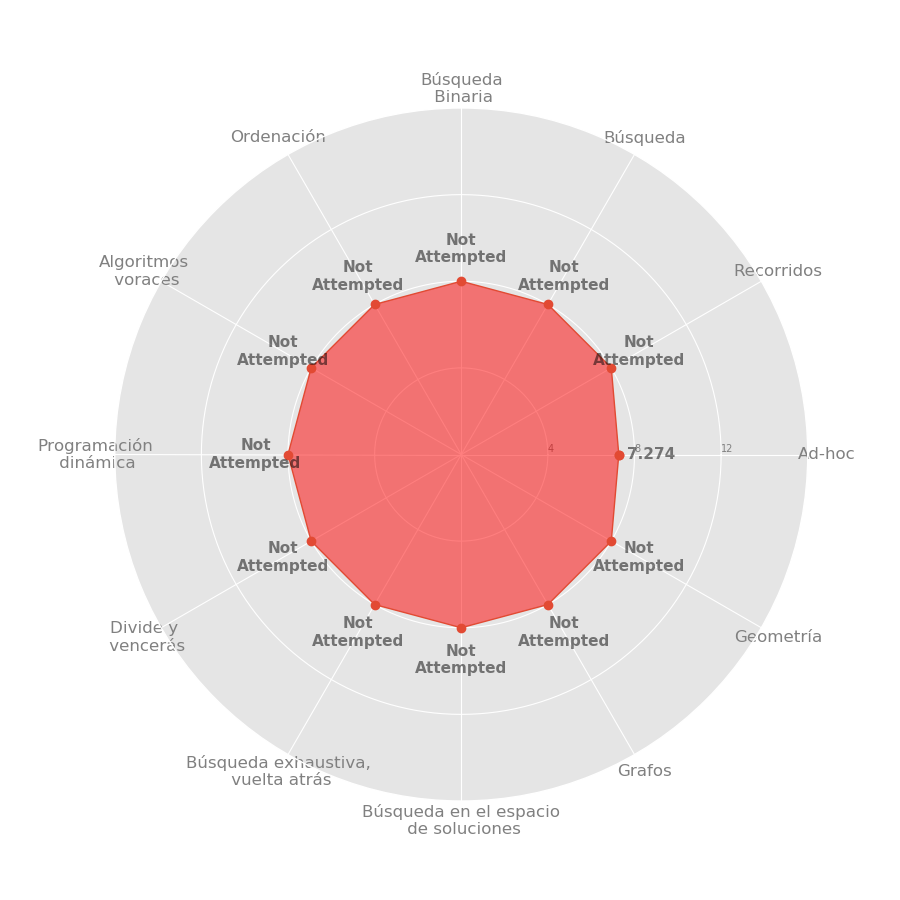 Búsqueda
Binaria
Ordenación
Búsqueda
Not
Attempted
Not
Attempted
Not
Attempted
Algoritmos
voraces
Recorridos
Not
Attempted
Not
Attempted
Programación
dinámica
Not
Attempted
4
8
12
7.274
Ad-hoc
Not
Attempted
Not
Attempted
Divide y
vencerás
Geometría
Not
Attempted
Not
Attempted
Not
Attempted
Búsqueda exhaustiva,
vuelta atrás
Grafos
Búsqueda en el espacio
de soluciones